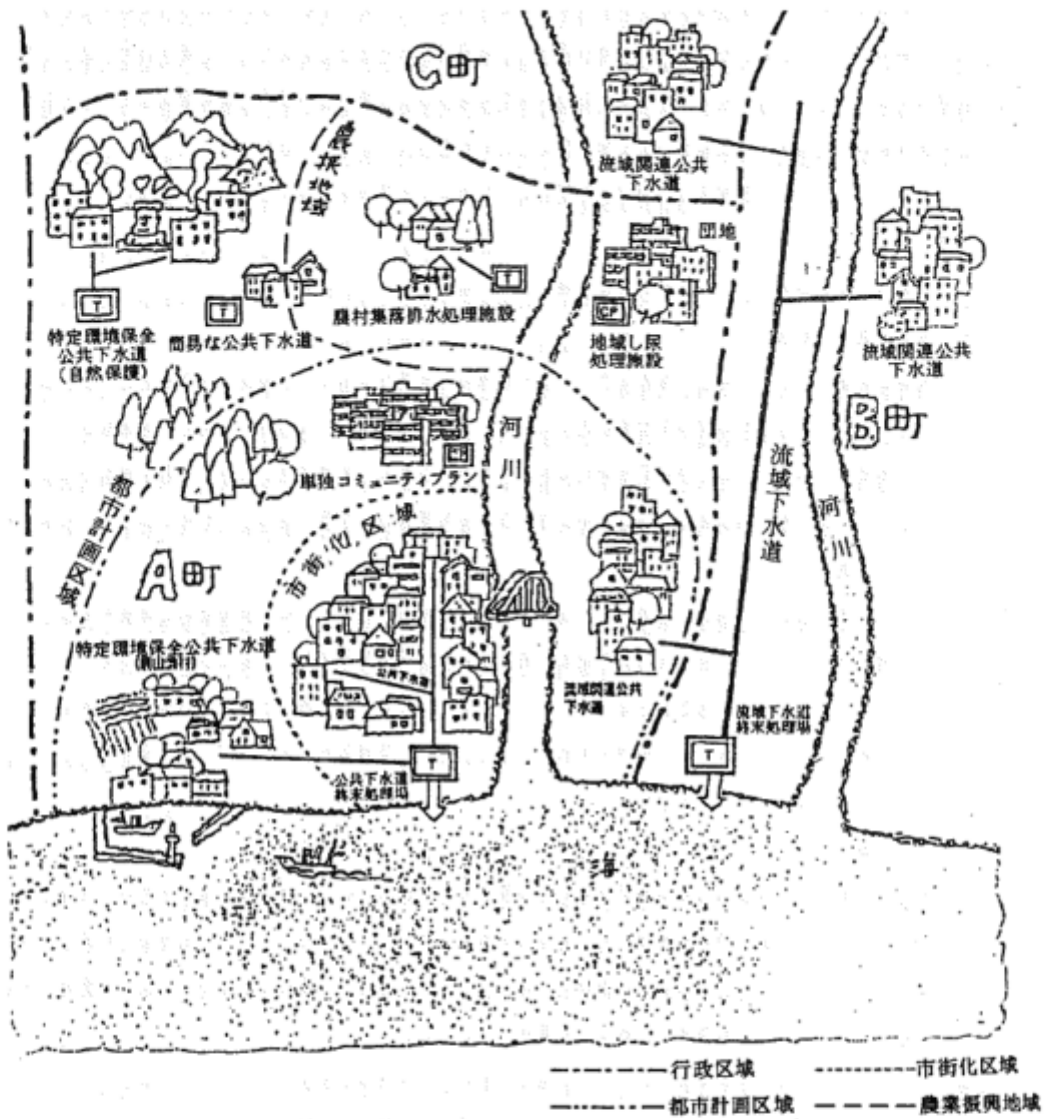 C町
農振地域
流域関連公共
下水道
団地
T
T
T
CP
特定環境保全
公共下水道
(自然保護)
簡易な公共下水道
農村集落排水処理施設
地域し尿
処理施設
流域関連公共
下水道
B町
河川
流域下水道
河川
単独コミュニティプラン
都市計画区域
市街化区域
A町
特定環境保全公共下水道
公共下水道
流域関連公共
下水道
流域下水道
終末処理場
T
T
公共下水道
終末処理場
海
行政区域
市街化区域
都市計画区域
農業振興地域